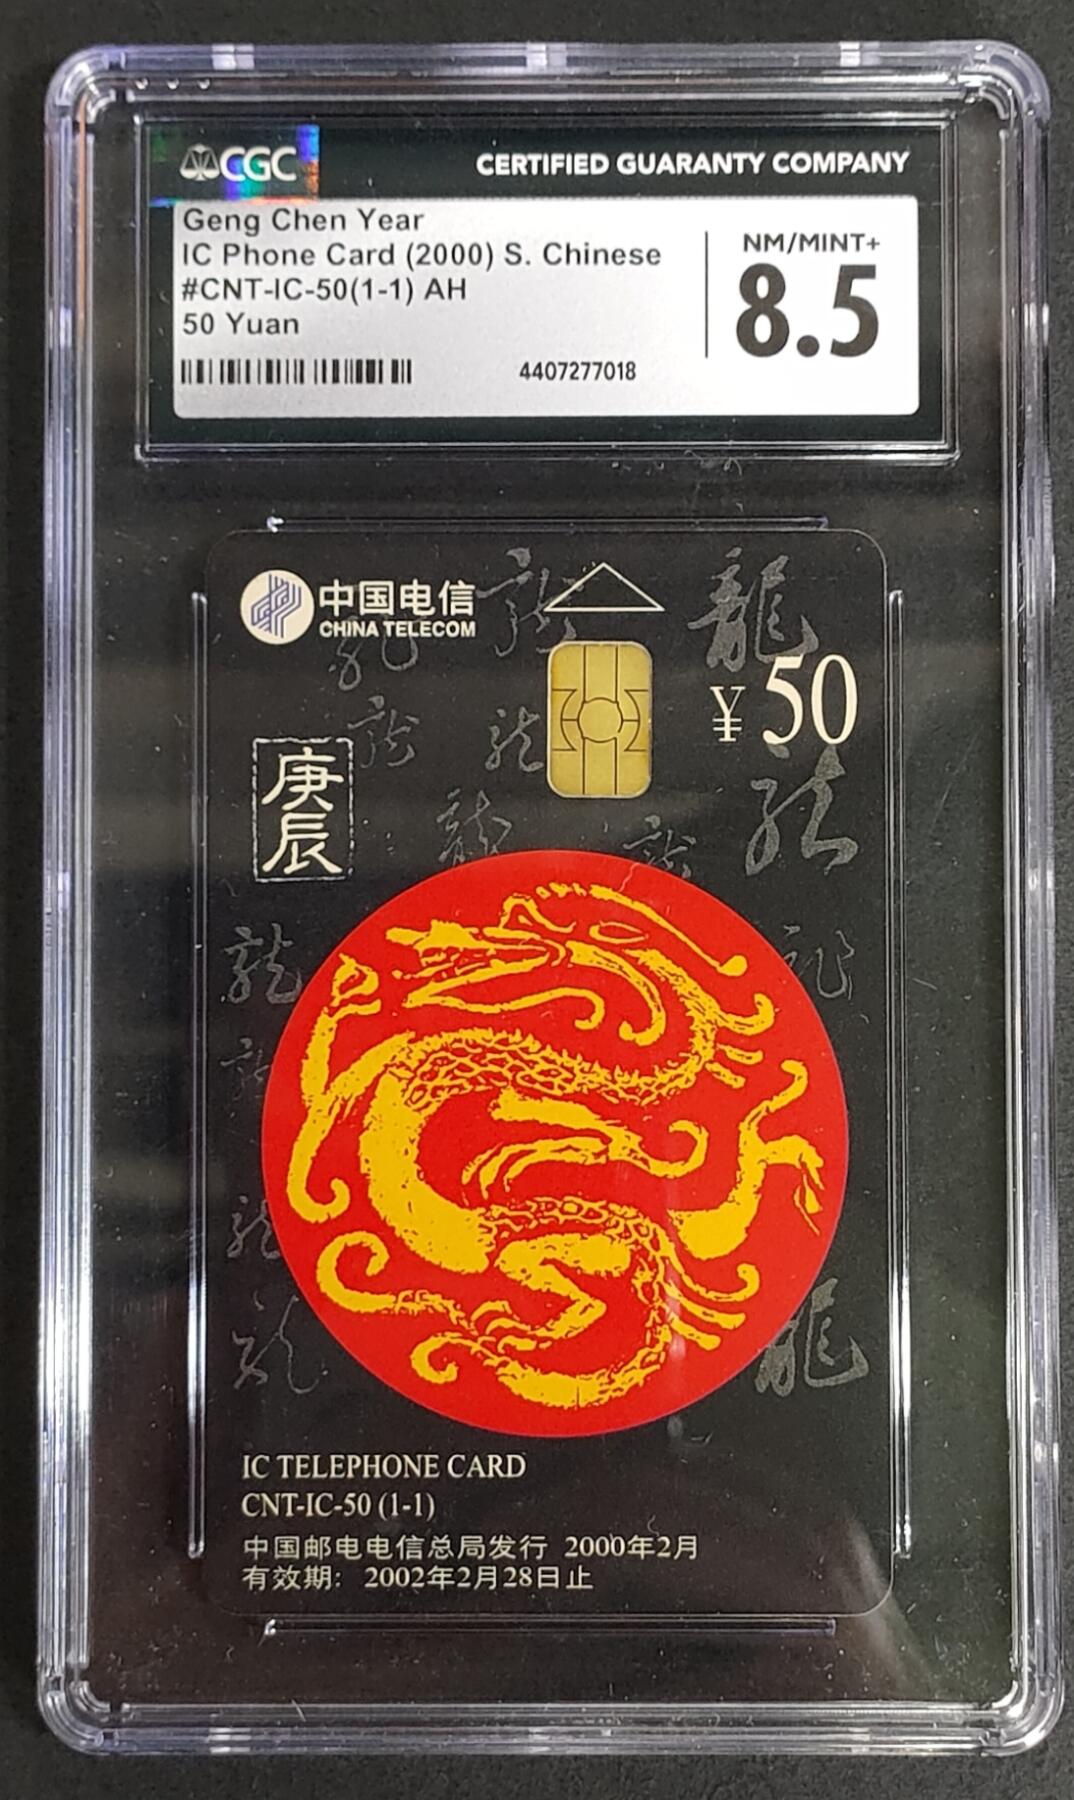 CGC
CERTIFIED GUARANTY COMPANY
Geng Chen Year
IC Phone Card (2000) S. Chinese
#CNT-IC-50(1-1) AH
50 Yuan
4407277018
NM/MINT+
8.5
中国电信
CHINA TELECOM
龍
¥50
庚辰
IC TELEPHONE CARD
CNT-IC-50 (1-1)
中国邮电电信总局发行 2000年2月
有效期: 2002年2月28日止